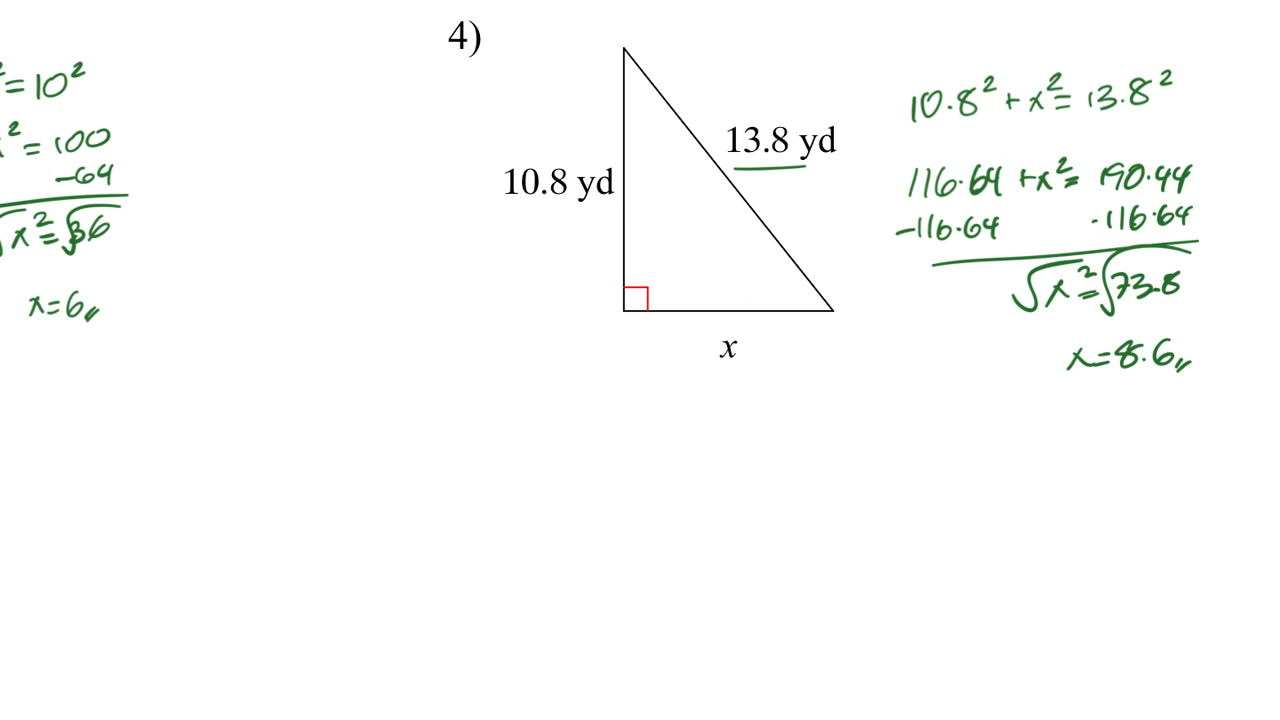 ²=10²
²=100
-64
√x²=√36
x=6
4)
10.8 yd
13.8 yd
x
10.8²+x²=13.8²
116.64+x²=190.44
-116.64 -116.64
√x²=√73.8
x=8.6